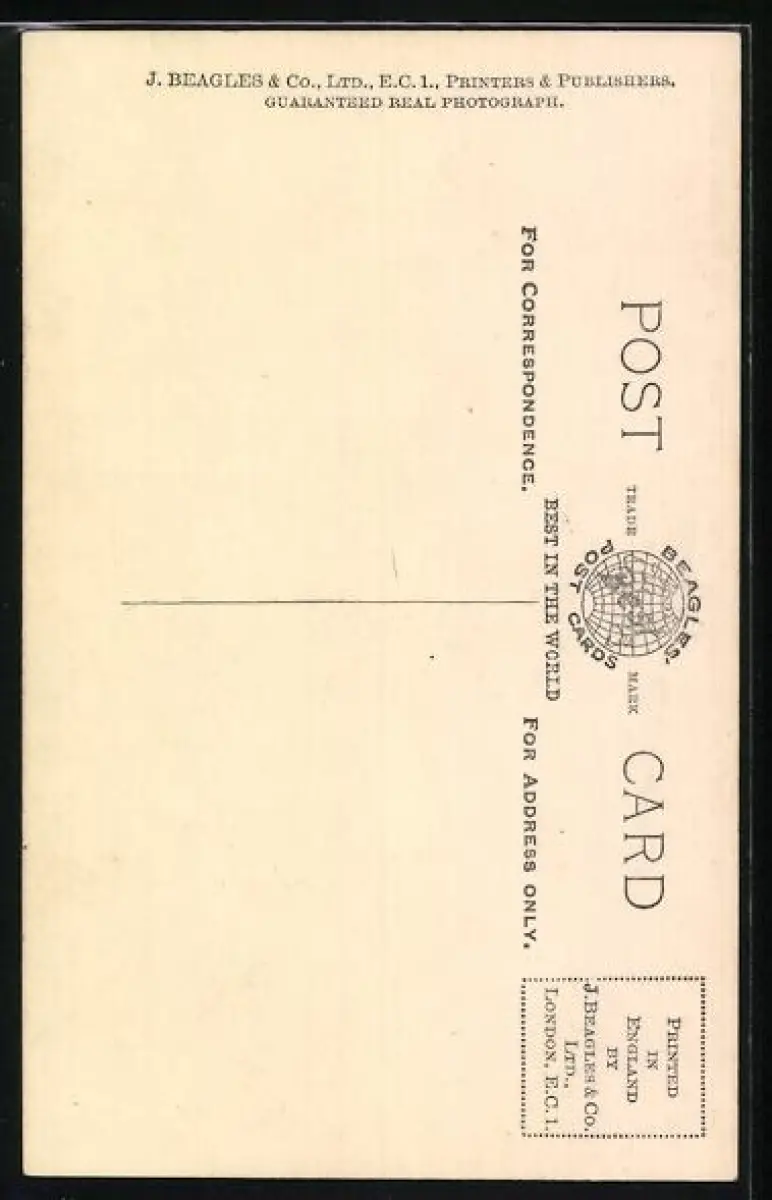 J. BEAGLES & Co., LTD., E.C.1., PRINTERS & PUBLISHERS.
GUARANTEED REAL PHOTOGRAPH.
POST CARD
BEAGLES'
TRADE MARK
POST CARDS
BEST IN THE WORLD
FOR CORRESPONDENCE.
FOR ADDRESS ONLY.
PRINTED
IN
ENGLAND
BY
J. BEAGLES & Co.
LTD.,
LONDON, E.C.1.